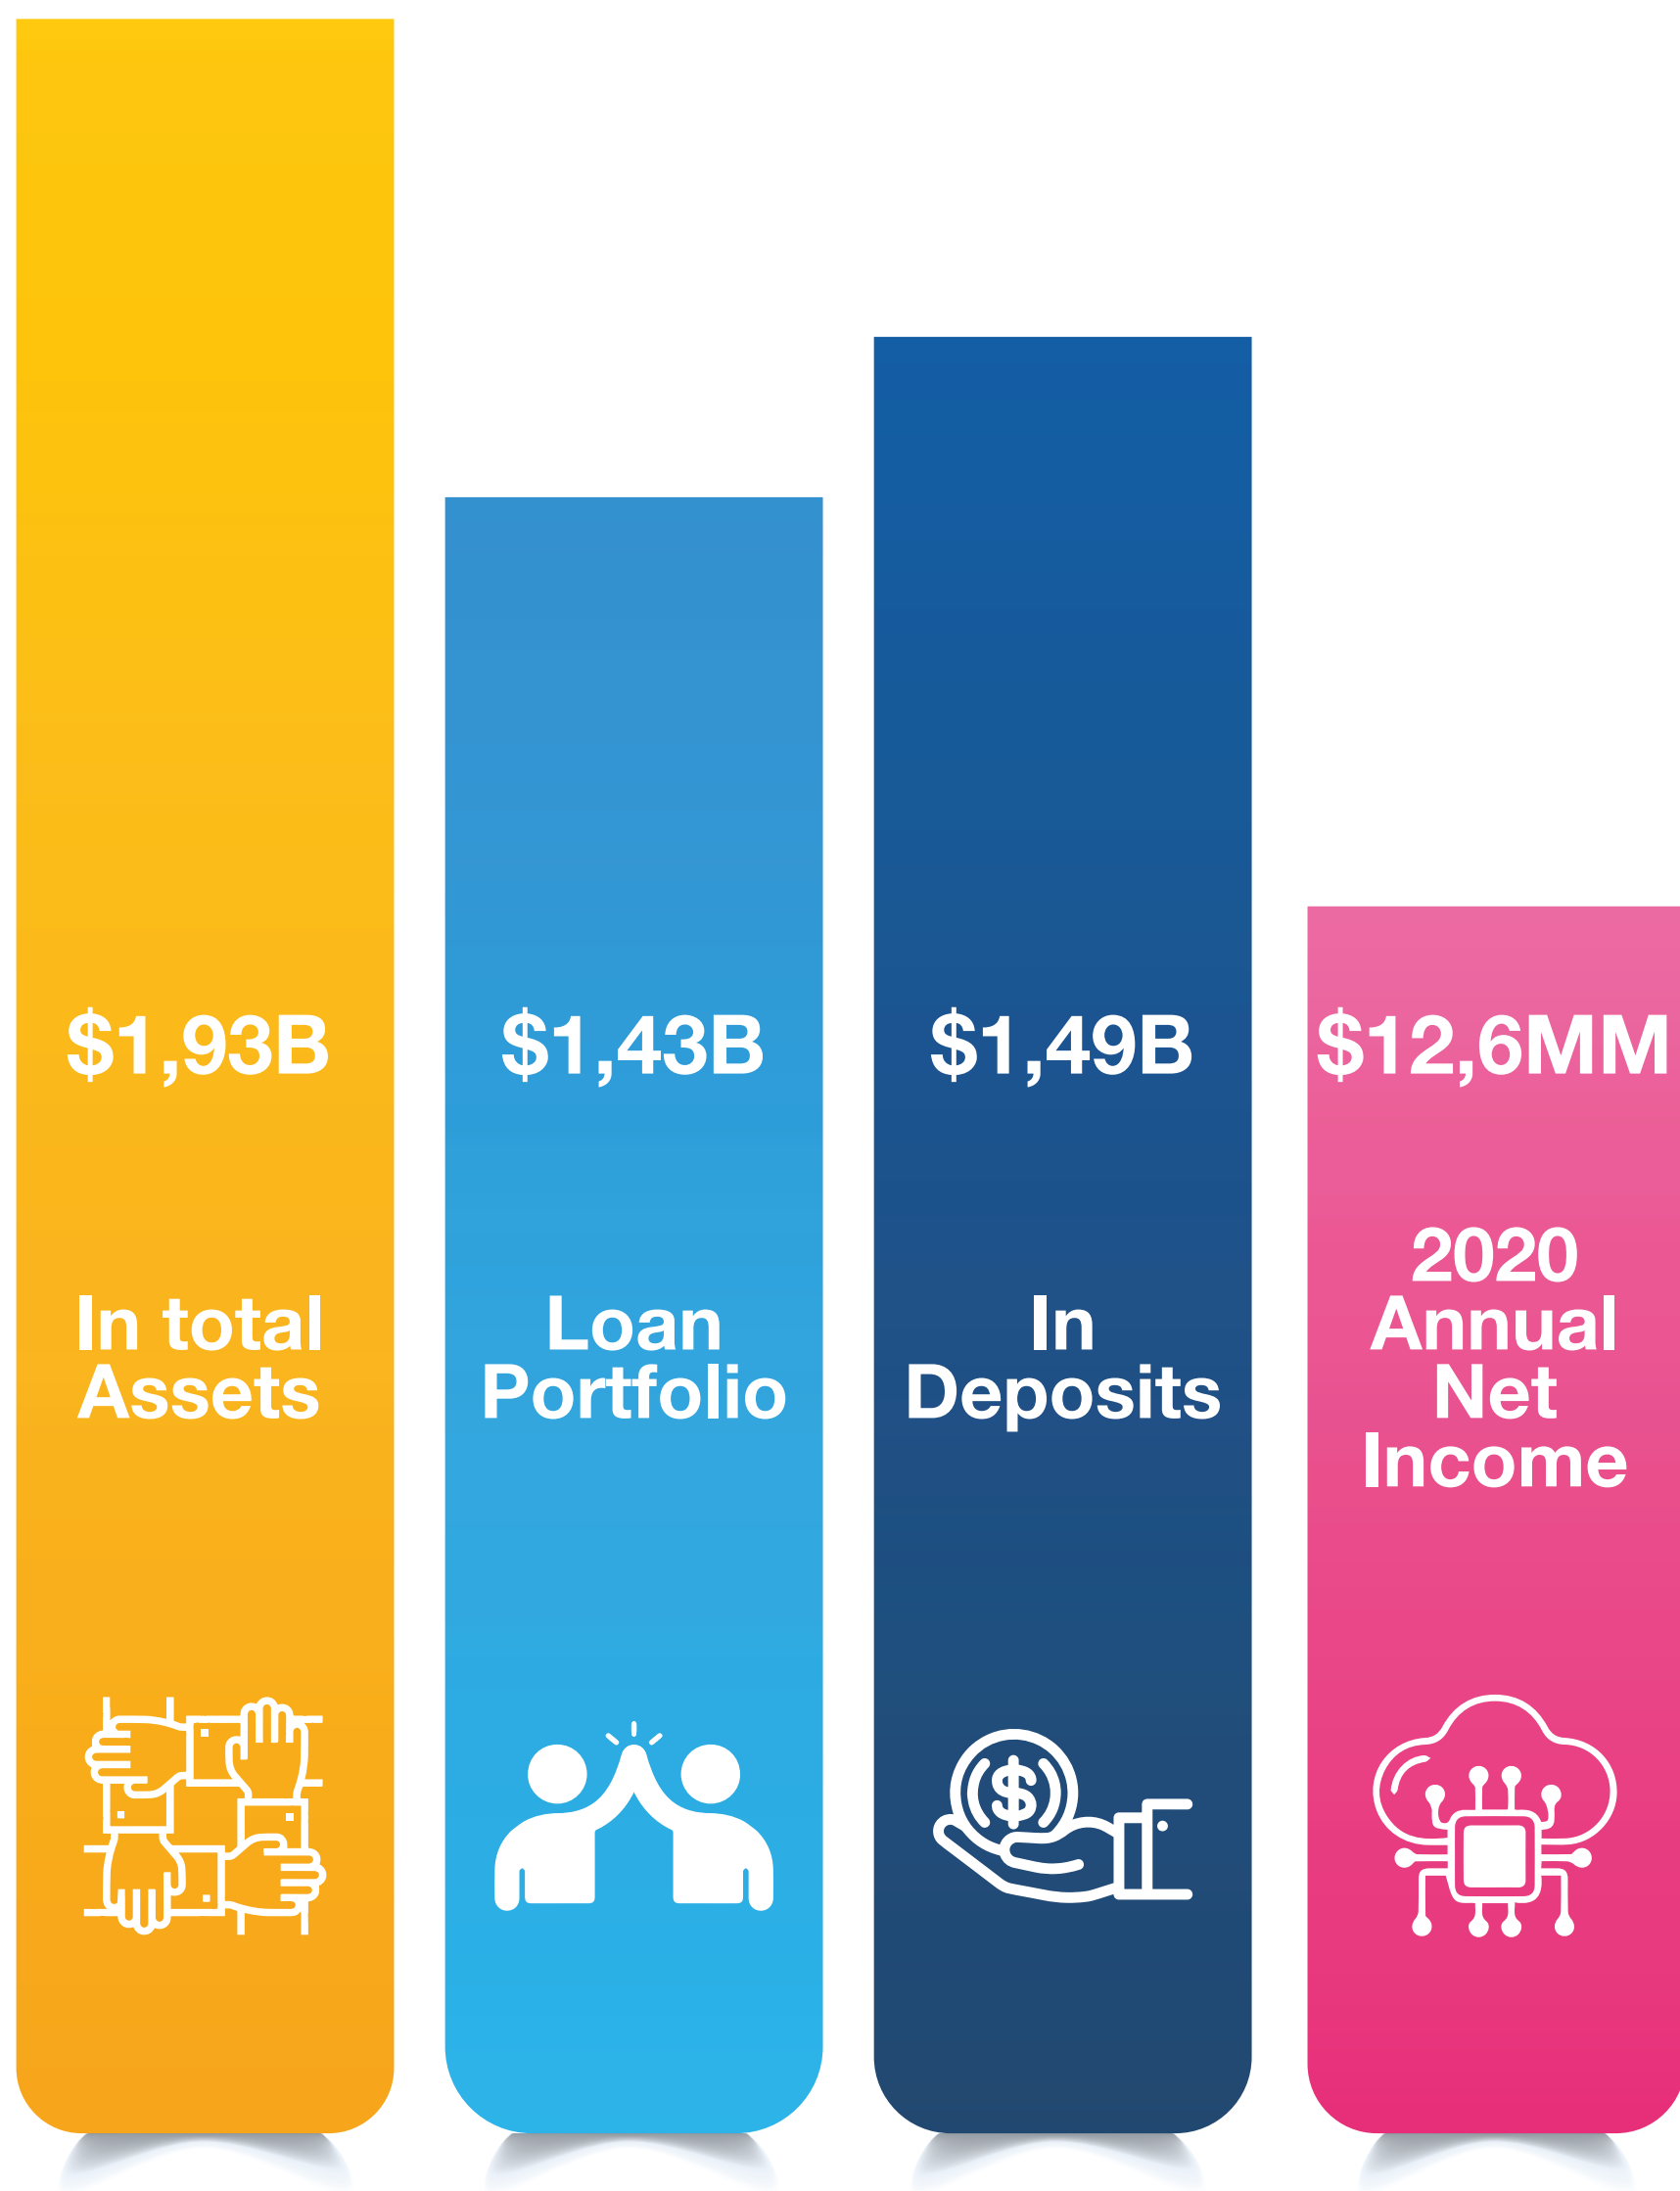 $1,93B
In total
Assets
$1,43B
Loan
Portfolio
$1,49B
In
Deposits
$12,6MM
2020
Annual
Net
Income